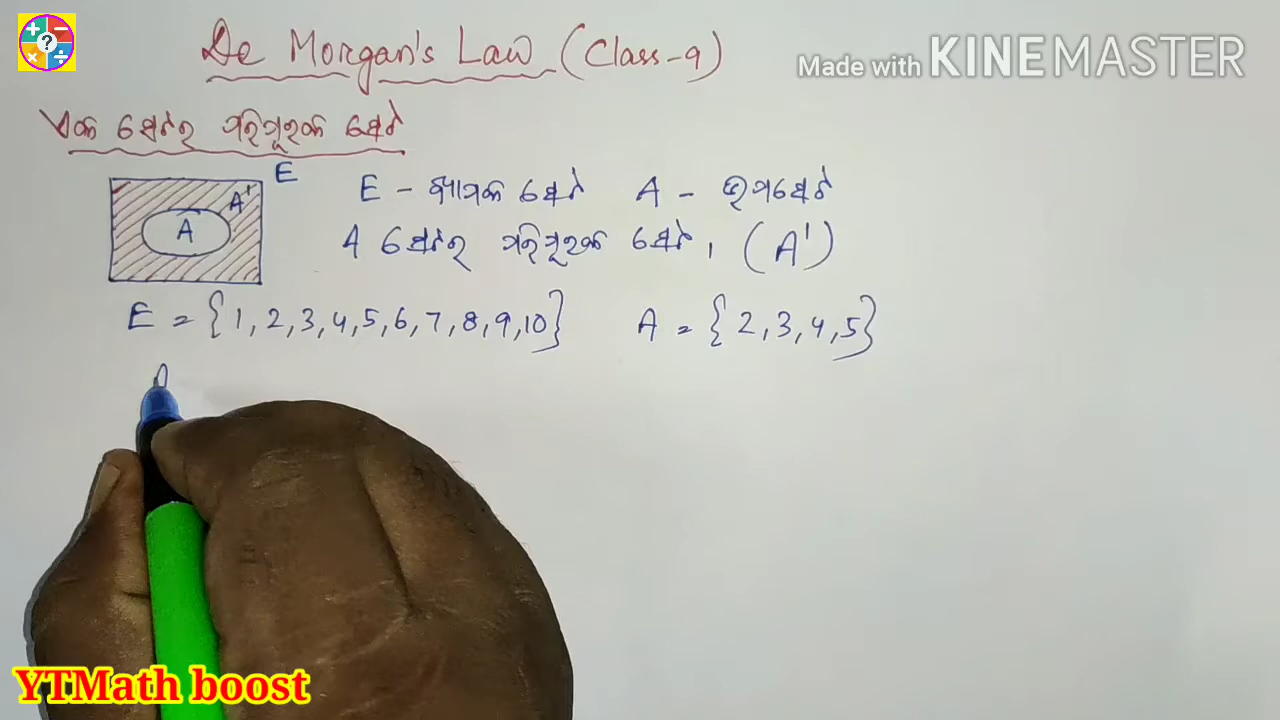 De Morgan's Law (Class-9)
Made with KINEMASTER
ଏକ ସେଟର ପରିପୂରକ ସେଟ
E
A'
A
E - ବ୍ୟାପକ ସେଟ A - ଉପସେଟ
A ସେଟର ପରିପୂରକ ସେଟ, (A')
E = {1,2,3,4,5,6,7,8,9,10} A = {2,3,4,5}
YTMath boost